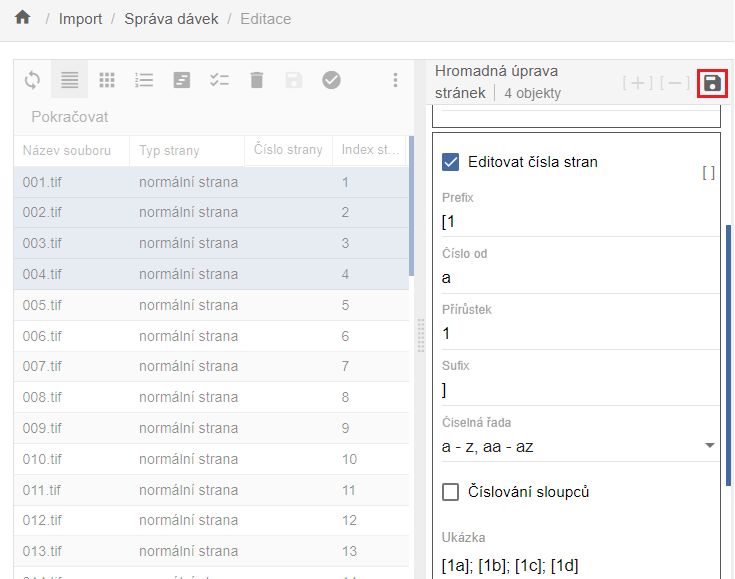 / Import / Správa dávek / Editace
Hromadná úprava
stránek | 4 objekty
[+] [−]
Pokračovat
Název souboru Typ strany Číslo strany Index st...
001.tif normální strana 1
002.tif normální strana 2
003.tif normální strana 3
004.tif normální strana 4
005.tif normální strana 5
006.tif normální strana 6
007.tif normální strana 7
008.tif normální strana 8
009.tif normální strana 9
010.tif normální strana 10
011.tif normální strana 11
012.tif normální strana 12
013.tif normální strana 13
Editovat čísla stran
[ ]
Prefix
[1
Číslo od
a
Přírůstek
1
Sufix
]
Čiselná řada
a - z, aa - az
Číslování sloupců
Ukázka
[1a]; [1b]; [1c]; [1d]